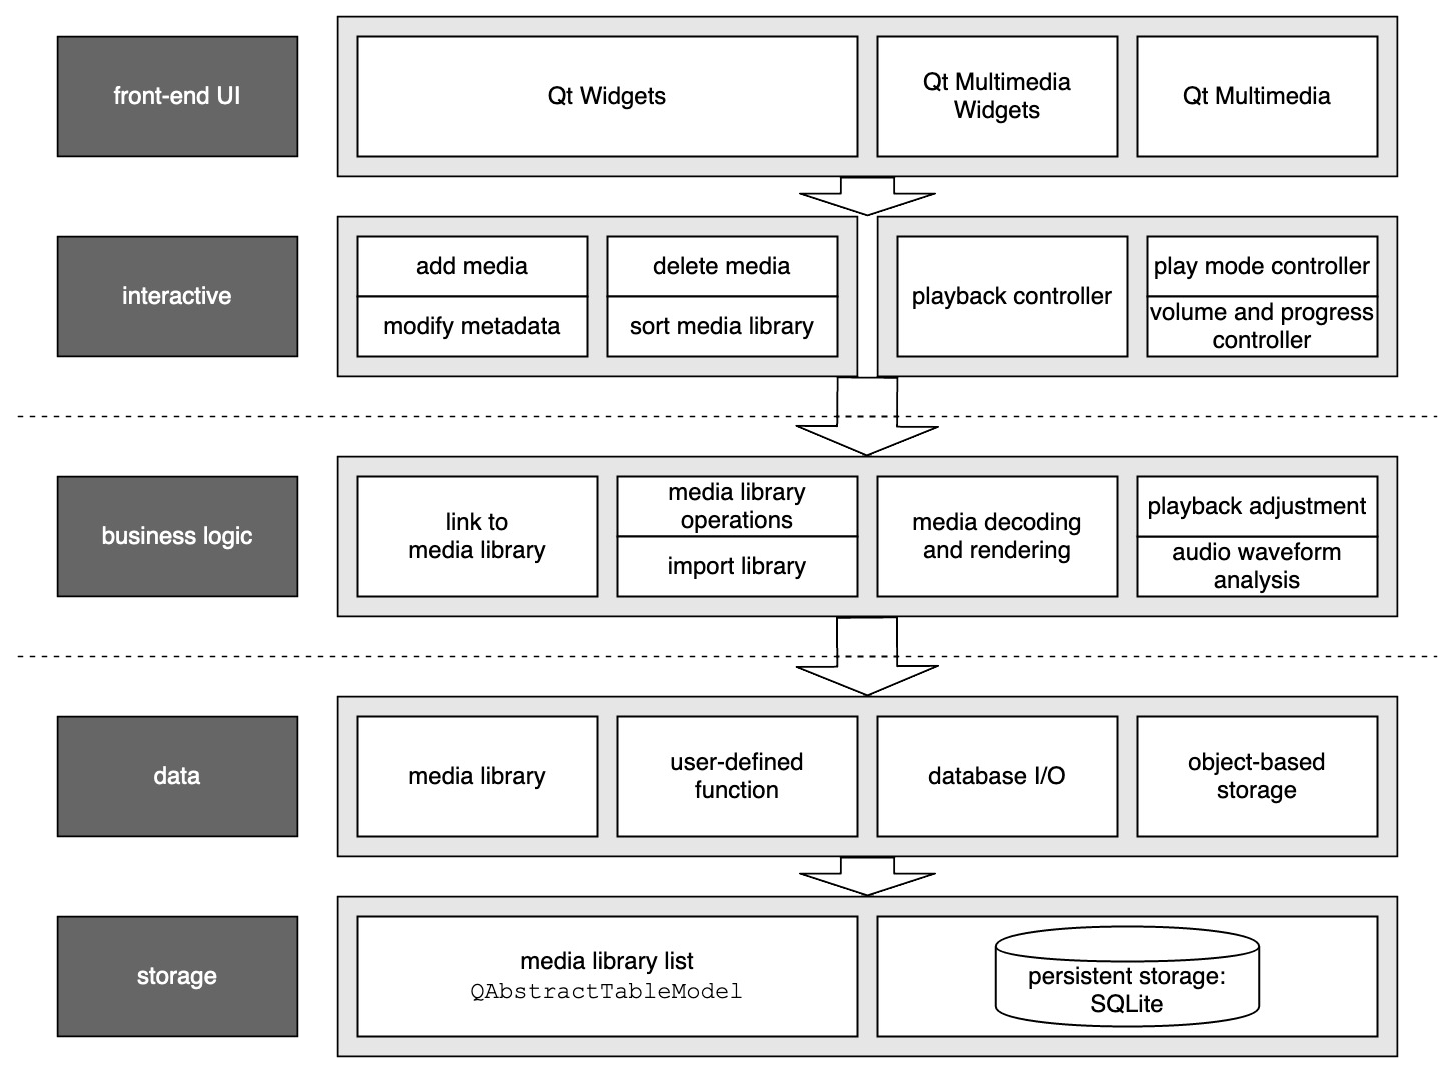 front-end UI
Qt Widgets
Qt Multimedia
Widgets
Qt Multimedia
interactive
add media
modify metadata
delete media
sort media library
playback controller
play mode controller
volume and progress
controller
business logic
link to
media library
media library
operations
import library
media decoding
and rendering
playback adjustment
audio waveform
analysis
data
media library
user-defined
function
database I/O
object-based
storage
storage
media library list
QAbstractTableModel
persistent storage:
SQLite